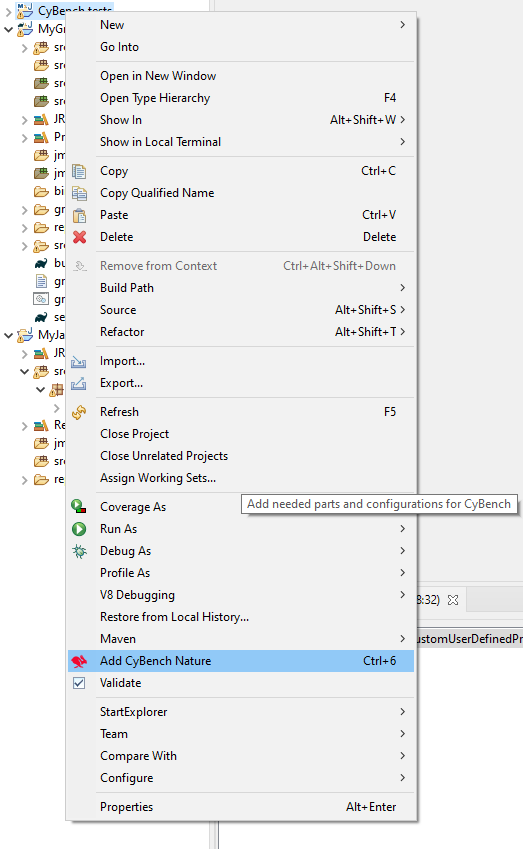 CyBench tests
New
MyGr
Go Into
src
src
Open in New Window
src
Open Type Hierarchy F4
src
Show In Alt+Shift+W
JR
Show in Local Terminal
Pr
jm
Copy Ctrl+C
jm
Copy Qualified Name
bi
Paste Ctrl+V
gr
re
Delete Delete
src
bu
Remove from Context Ctrl+Alt+Shift+Down
gr
Build Path
gr
Source Alt+Shift+S
se
Refactor Alt+Shift+T
MyJa
JR
Import...
src
Export...
Refresh F5
Re
Close Project
jm
Close Unrelated Projects
src
Assign Working Sets...
re
Coverage As
Add needed parts and configurations for CyBench
Run As
Debug As
Profile As
V8 Debugging
8:32)
Restore from Local History...
Maven
ustomUserDefinedPr
Add CyBench Nature Ctrl+6
Validate
StartExplorer
Team
Compare With
Configure
Properties Alt+Enter